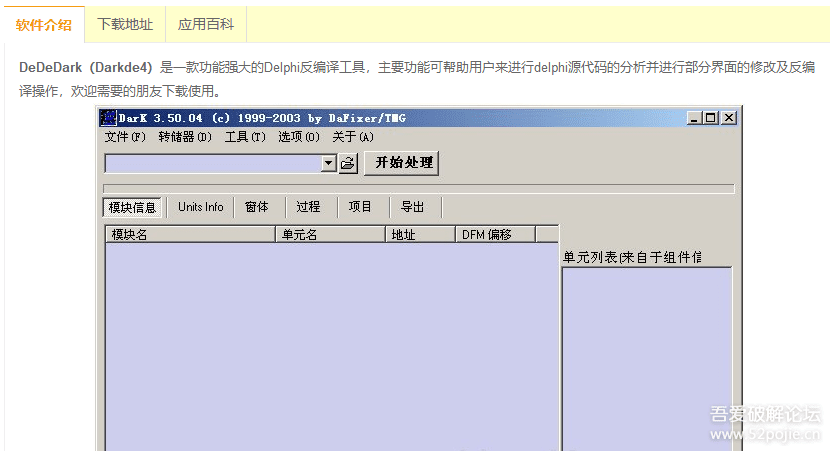 软件介绍 下载地址 应用百科
DeDeDark（Darkde4）是一款功能强大的Delphi反编译工具，主要功能可帮助用户来进行delphi源代码的分析并进行部分界面的修改及反编
译操作，欢迎需要的朋友下载使用。
DarK 3.50.04 (c) 1999-2003 by DaFixer/TMG
文件(F) 转储器(D) 工具(T) 选项(O) 关于(A)
开始处理
模块信息 Units Info 窗体 过程 项目 导出
模块名 单元名 地址 DFM 偏移
单元列表(来自于组件信
吾爱破解论坛
www.52pojie.cn